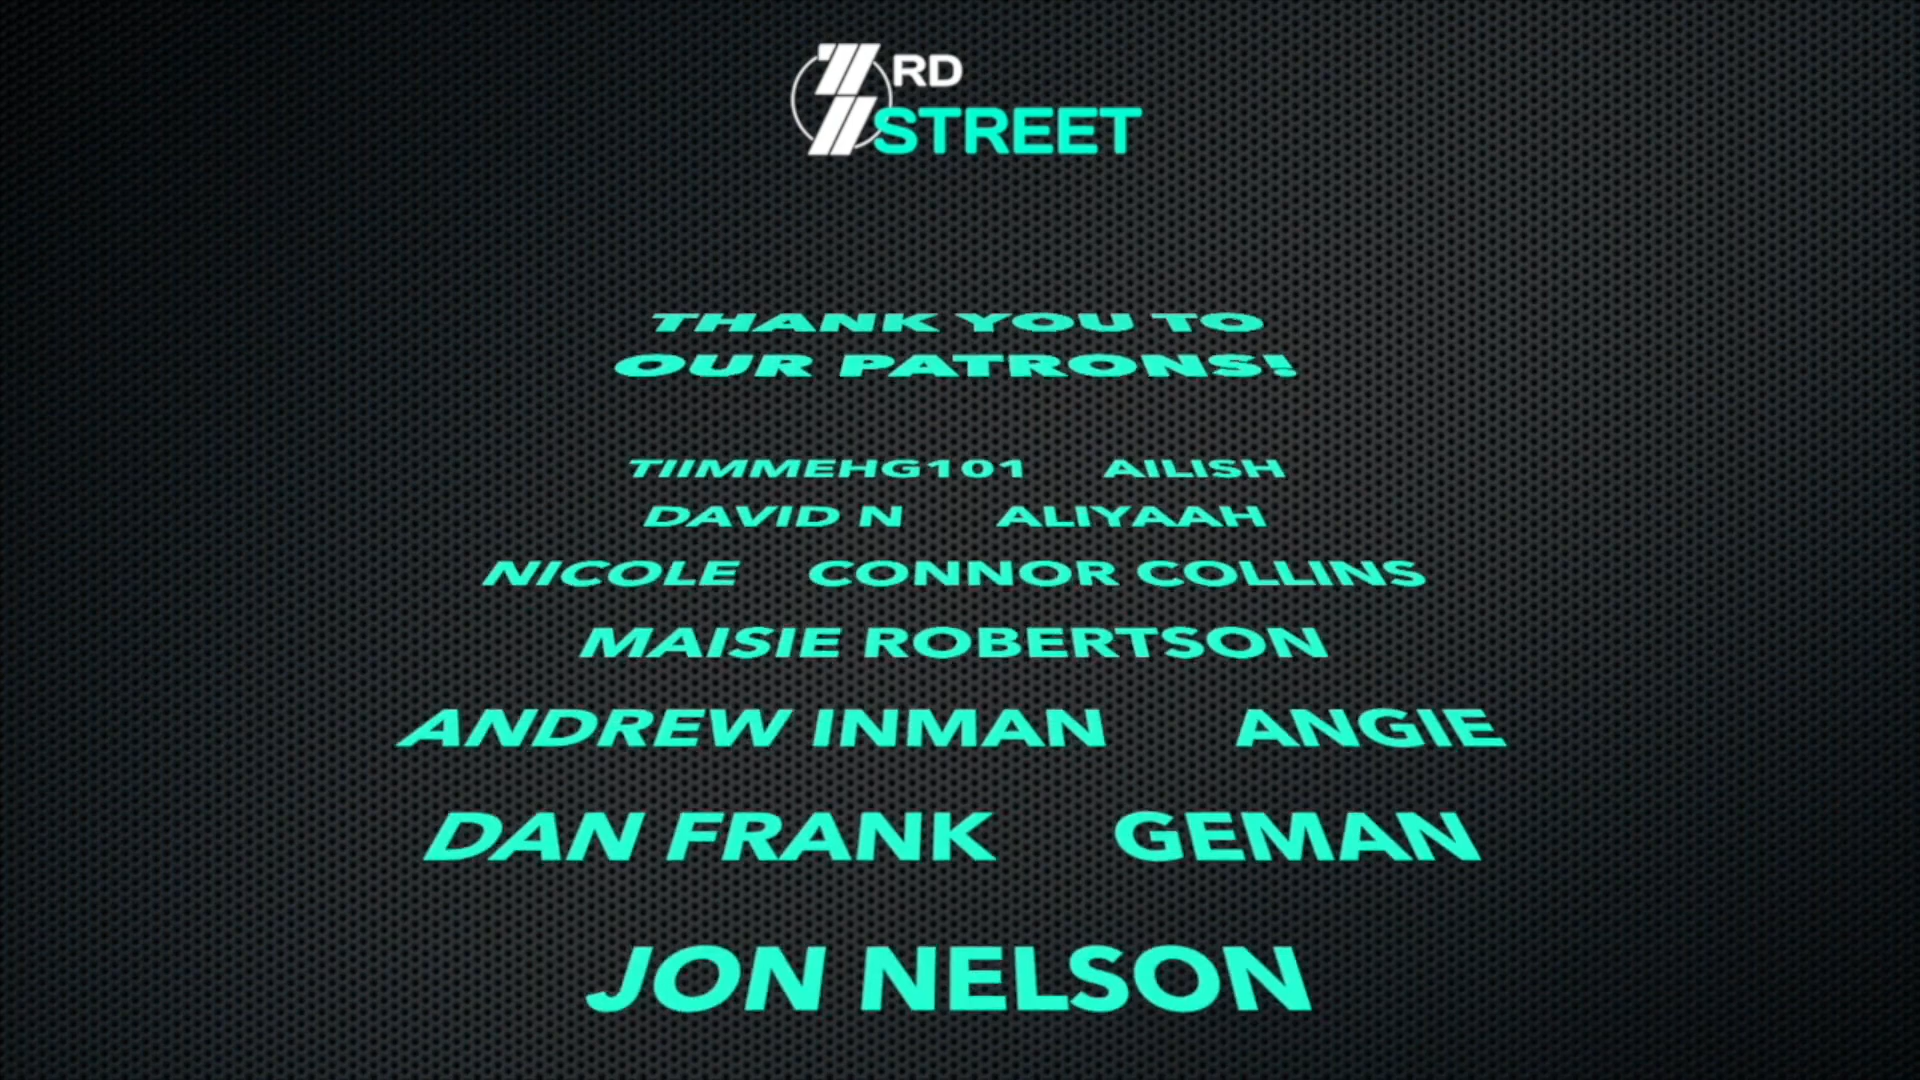 RD
STREET
THANK YOU TO
OUR PATRONS!
TIIMMEHG101 AILISH
DAVID N ALIYAAH
NICOLE CONNOR COLLINS
MAISIE ROBERTSON
ANDREW INMAN ANGIE
DAN FRANK GEMAN
JON NELSON